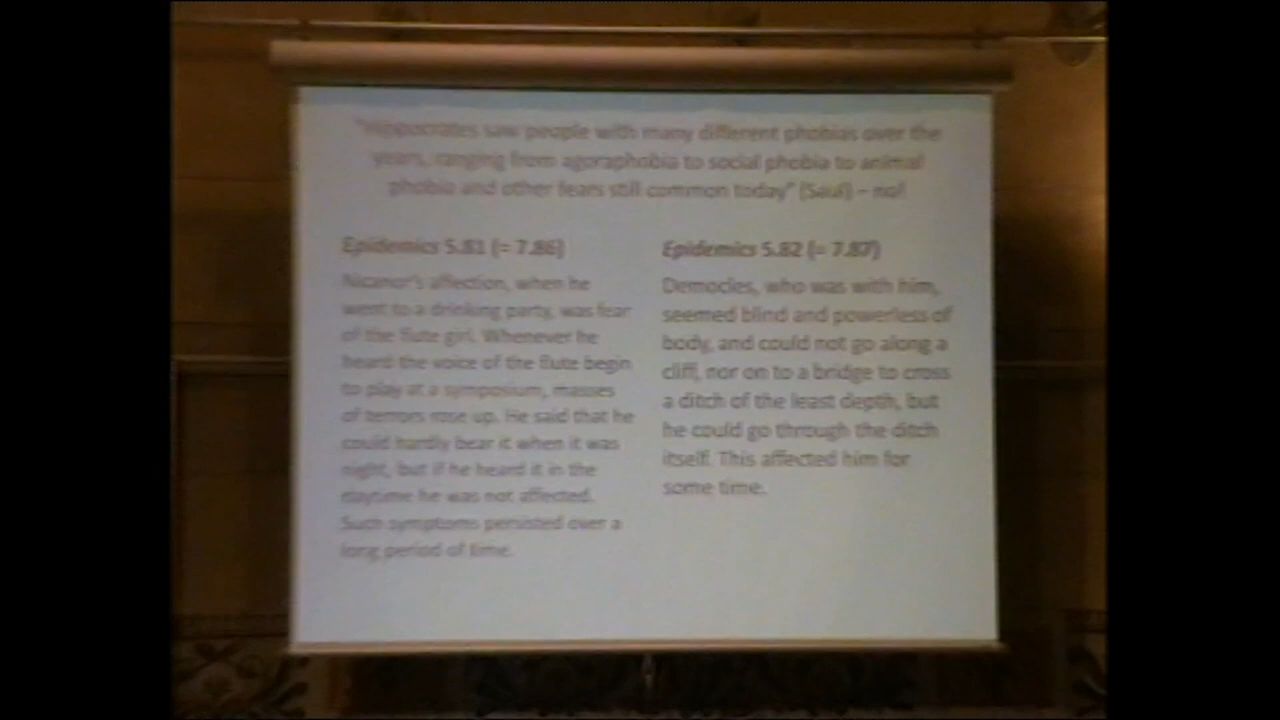 "Hippocrates saw people with many different phobias over the
years, ranging from agoraphobia to social phobia to animal
phobia and other fears still common today" (Saul) – no!
Epidemics 5.81 (= 7.86)
Nicanor's affection, when he
went to a drinking party, was fear
of the flute girl. Whenever he
heard the voice of the flute begin
to play at a symposium, masses
of terrors rose up. He said that he
could hardly bear it when it was
night, but if he heard it in the
daytime he was not affected.
Such symptoms persisted over a
long period of time.
Epidemics 5.82 (= 7.87)
Democles, who was with him,
seemed blind and powerless of
body, and could not go along a
cliff, nor on to a bridge to cross
a ditch of the least depth, but
he could go through the ditch
itself. This affected him for
some time.